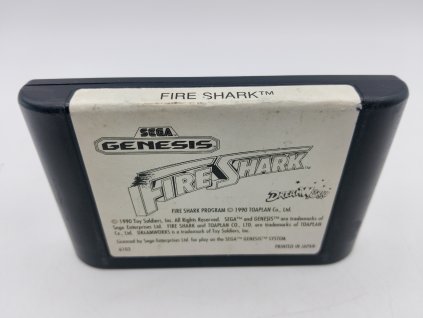 FIRE SHARK™
SEGA
GENESIS
FIRE SHARK™
DREAMWORKS
FIRE SHARK PROGRAM © 1990 TOAPLAN Co., Ltd.
© 1990 Toy Soldiers, Inc. All Rights Reserved. SEGA™ and GENESIS™ are trademarks of
Sega Enterprises Ltd. FIRE SHARK and TOAPLAN CO., LTD. are trademarks of TOAPLAN
Co., Ltd. DREAMWORKS is a trademark of Toy Soldiers, Inc.
Licensed by Sega Enterprises Ltd. for play on the SEGA™ GENESIS™ SYSTEM.
PRINTED IN JAPAN